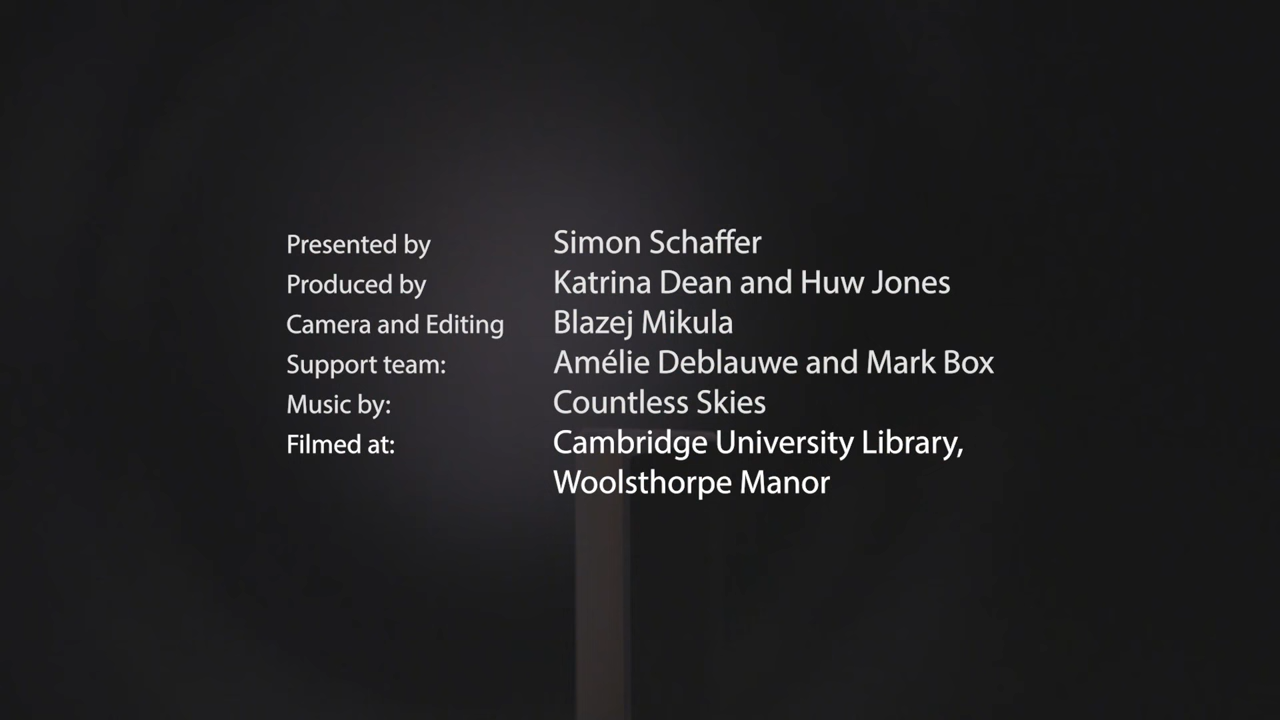 Presented by Simon Schaffer
Produced by Katrina Dean and Huw Jones
Camera and Editing Blazej Mikula
Support team: Amélie Deblauwe and Mark Box
Music by: Countless Skies
Filmed at: Cambridge University Library,
Woolsthorpe Manor